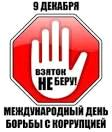 9 ДЕКАБРЯ
ВЗЯТОК
НЕ БЕРУ!
МЕЖДУНАРОДНЫЙ ДЕНЬ
БОРЬБЫ С КОРРУПЦИЕЙ